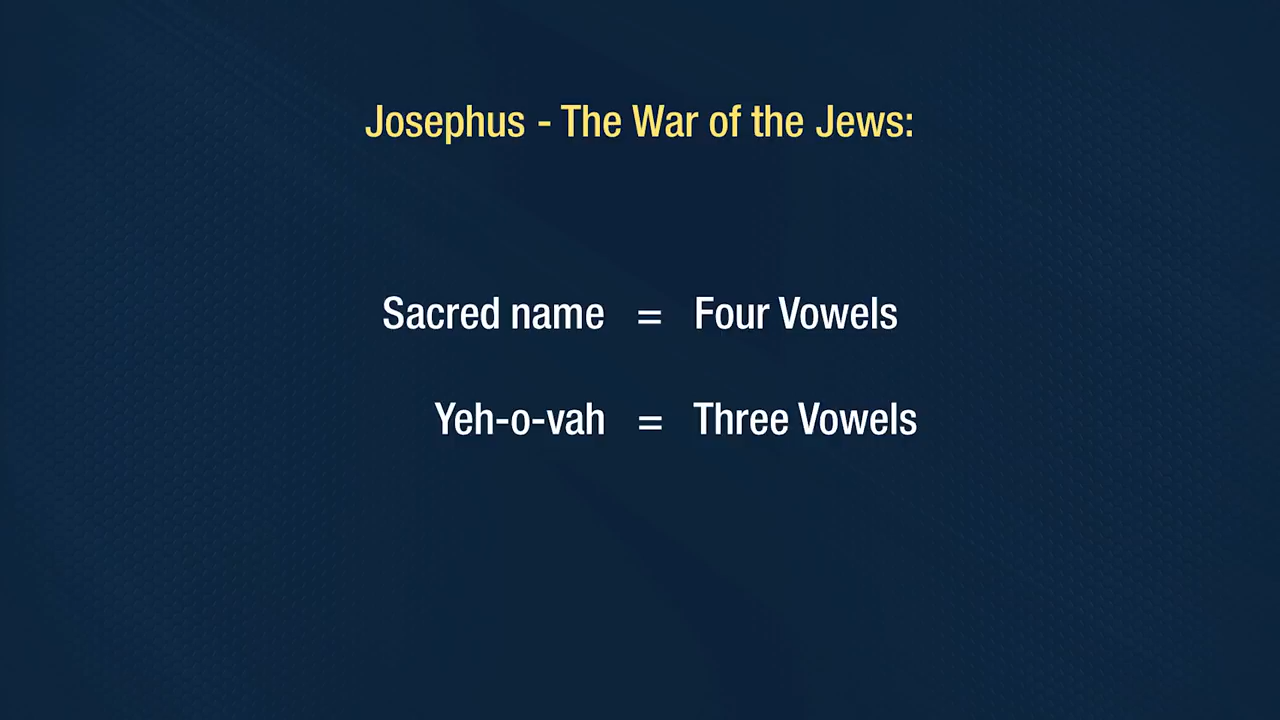 Josephus - The War of the Jews:
Sacred name = Four Vowels
Yeh-o-vah = Three Vowels